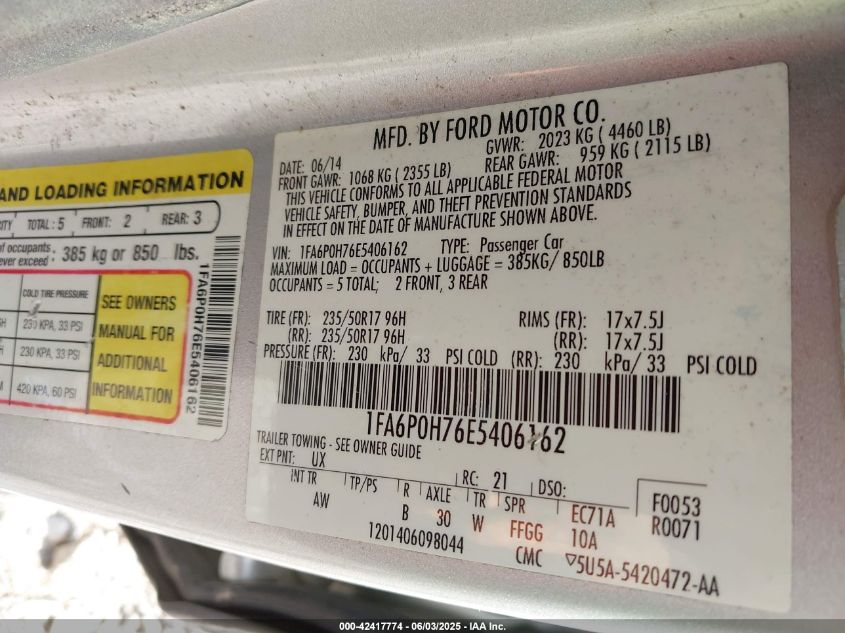 AND LOADING INFORMATION
TOTAL: 5 FRONT: 2 REAR: 3
of occupants
ever exceed · 385 kg or 850 lbs.
COLD TIRE PRESSURE
230 KPA, 33 PSI
230 KPA, 33 PSI
420 KPA, 60 PSI
SEE OWNERS
MANUAL FOR
ADDITIONAL
INFORMATION
1FA6P0H76E5406162
MFD. BY FORD MOTOR CO.
DATE: 06/14 GVWR: 2023 KG ( 4460 LB)
FRONT GAWR: 1068 KG ( 2355 LB) REAR GAWR: 959 KG ( 2115 LB)
THIS VEHICLE CONFORMS TO ALL APPLICABLE FEDERAL MOTOR
VEHICLE SAFETY, BUMPER, AND THEFT PREVENTION STANDARDS
IN EFFECT ON THE DATE OF MANUFACTURE SHOWN ABOVE.
VIN: 1FA6P0H76E5406162 TYPE: Passenger Car
MAXIMUM LOAD = OCCUPANTS + LUGGAGE = 385KG/ 850LB
OCCUPANTS = 5 TOTAL; 2 FRONT, 3 REAR
TIRE (FR): 235/50R17 96H RIMS (FR): 17x7.5J
(RR): 235/50R17 96H (RR): 17x7.5J
PRESSURE (FR): 230 kPa/ 33 PSI COLD (RR): 230 kPa/ 33 PSI COLD
1FA6P0H76E5406162
TRAILER TOWING - SEE OWNER GUIDE
EXT PNT: UX RC: 21 DSO:
INT TR TP/PS R AXLE TR SPR EC71A F0053
AW B 30 W FFGG 10A R0071
1201406098044 CMC ▽5U5A-5420472-AA
000-42417774 - 06/03/2025 - IAA Inc.